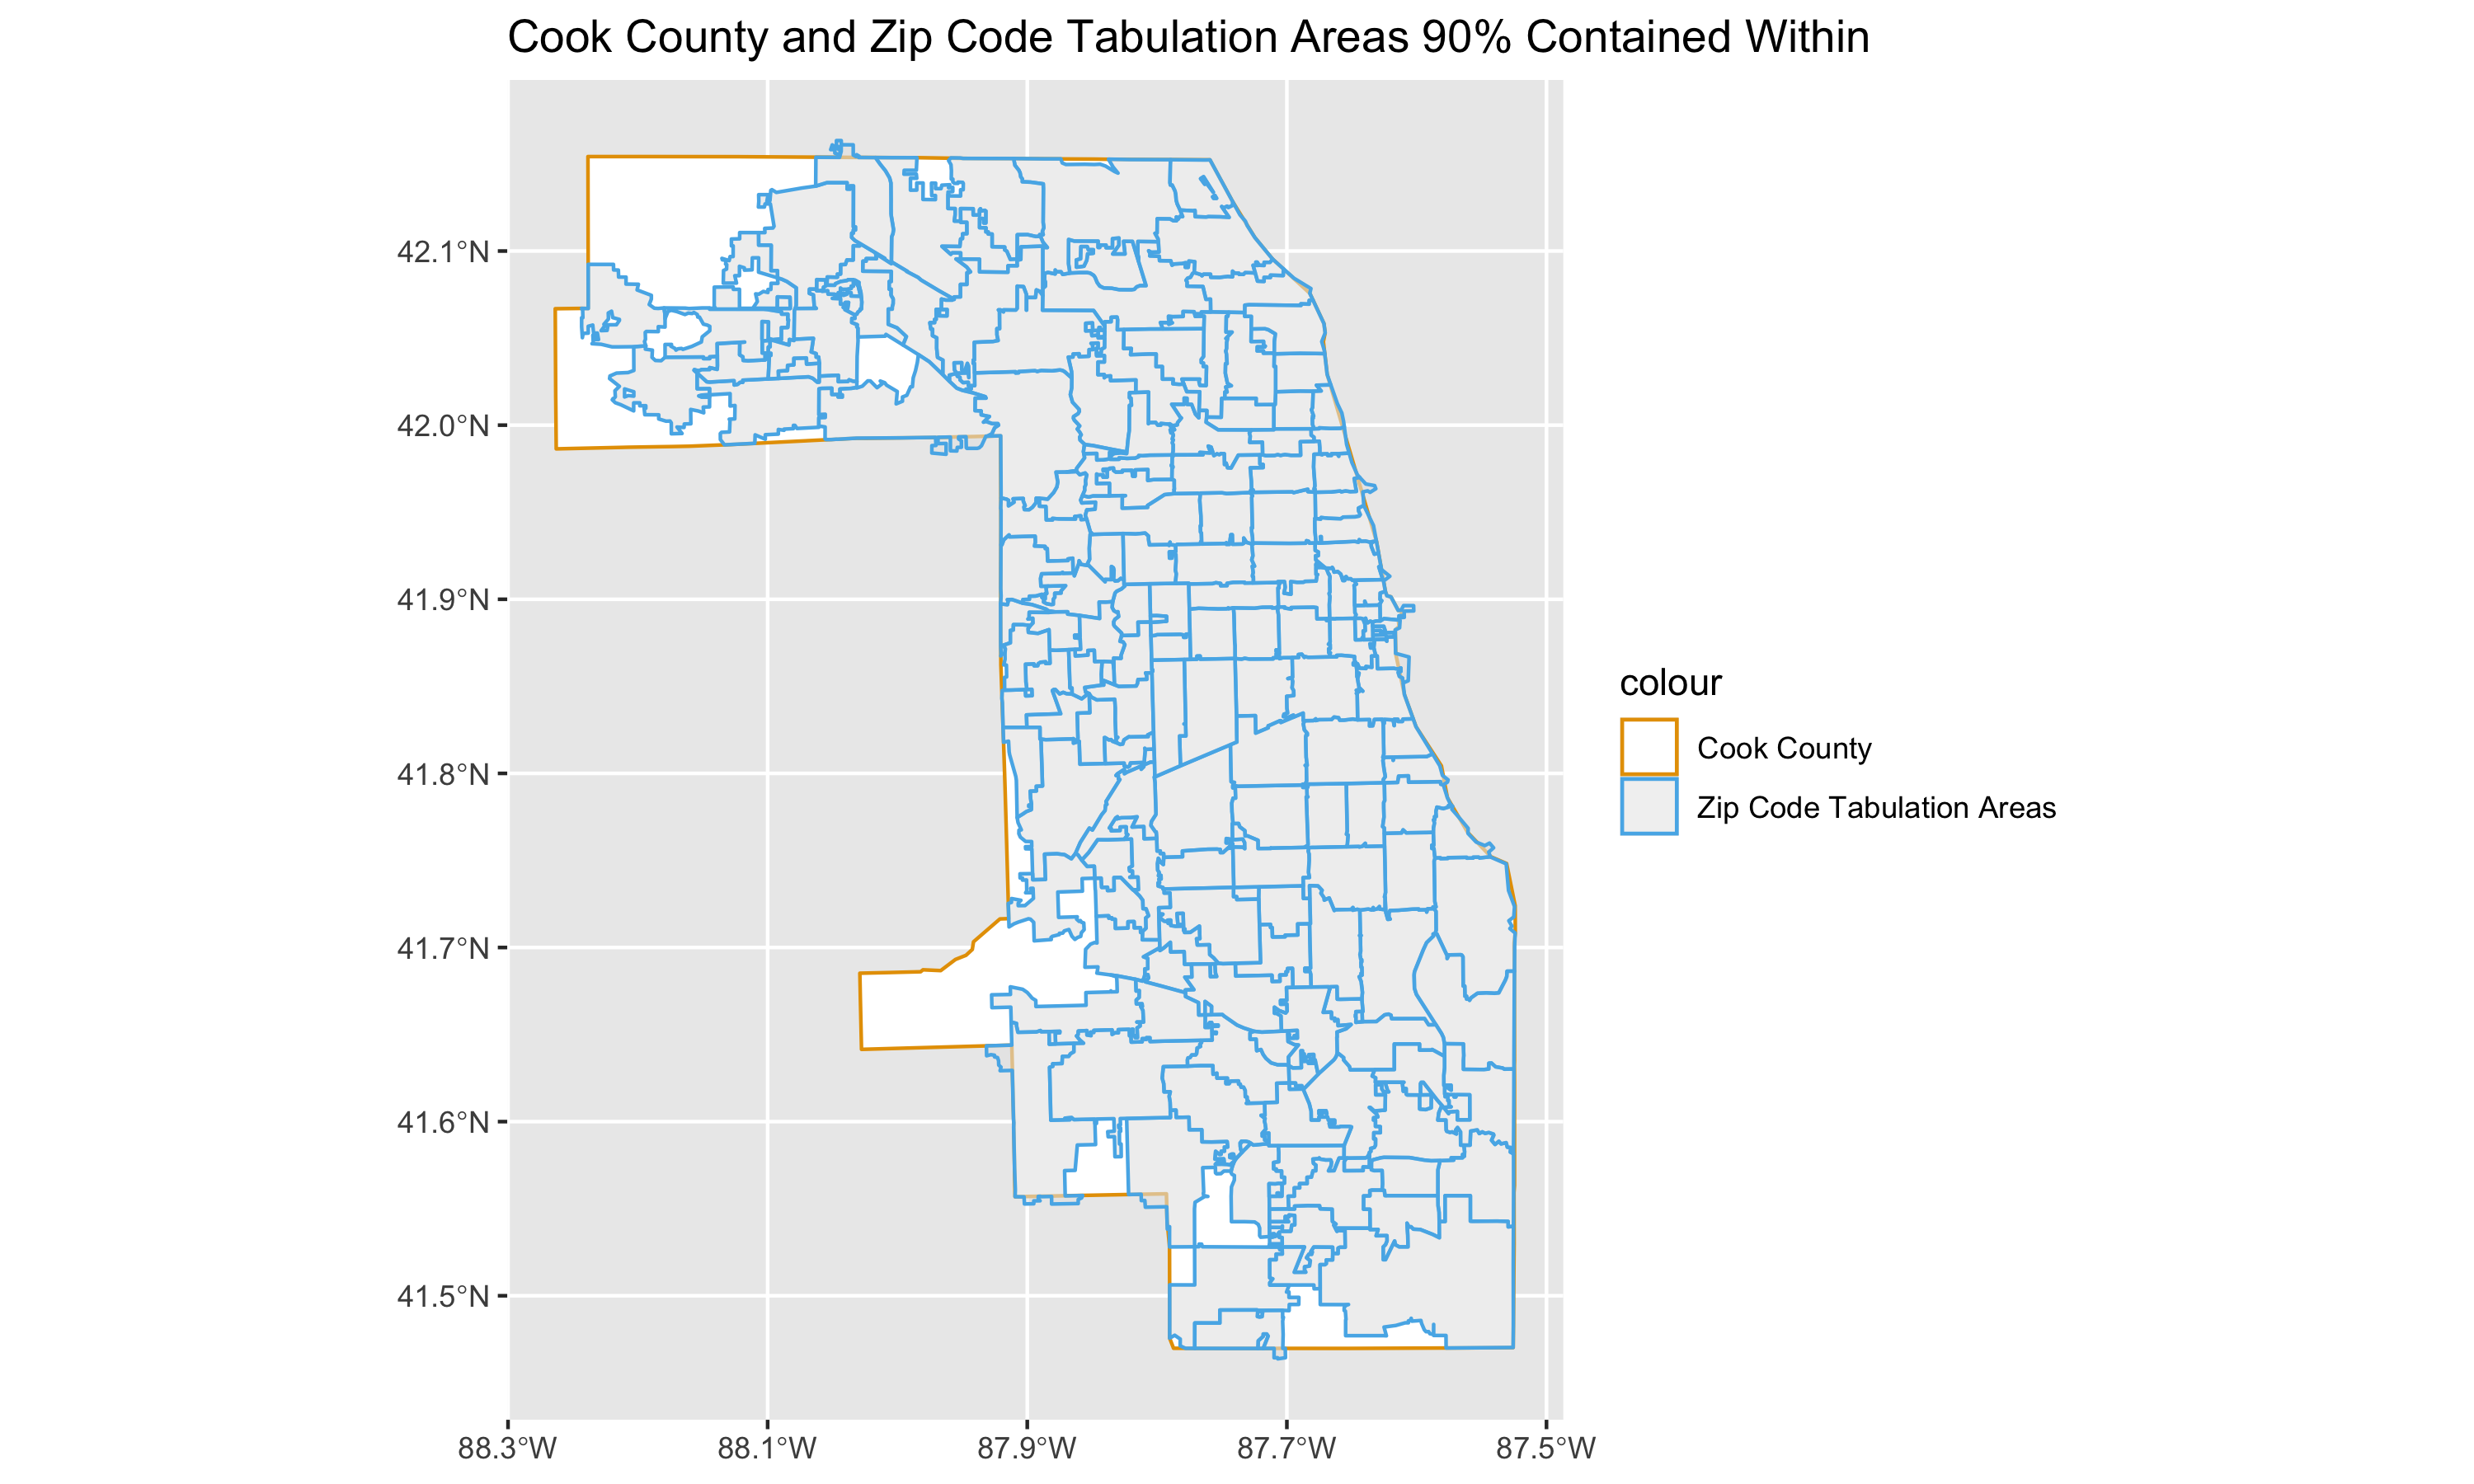 Cook County and Zip Code Tabulation Areas 90% Contained Within
42.1°N
42.0°N
41.9°N
41.8°N
41.7°N
41.6°N
41.5°N
88.3°W
88.1°W
87.9°W
87.7°W
87.5°W
colour
Cook County
Zip Code Tabulation Areas